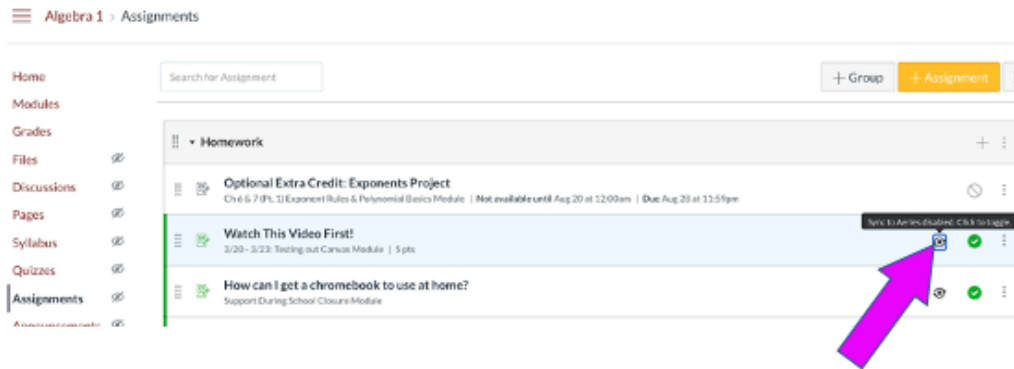 Algebra 1 › Assignments
Home
Modules
Grades
Files
Discussions
Pages
Syllabus
Quizzes
Assignments
Announcements
Search for Assignment
+ Group
+ Assignment
Homework
Optional Extra Credit: Exponents Project
Ch 6 & 7 (Pt. 1) Exponent Rules & Polynomial Basics Module | Not available until Aug 20 at 12:00am | Due Aug 28 at 11:59pm
Sync to Aeries disabled. Click to toggle.
Watch This Video First!
3/20 - 3/23: Testing out Canvas Module | 5 pts
How can I get a chromebook to use at home?
Support During School Closure Module